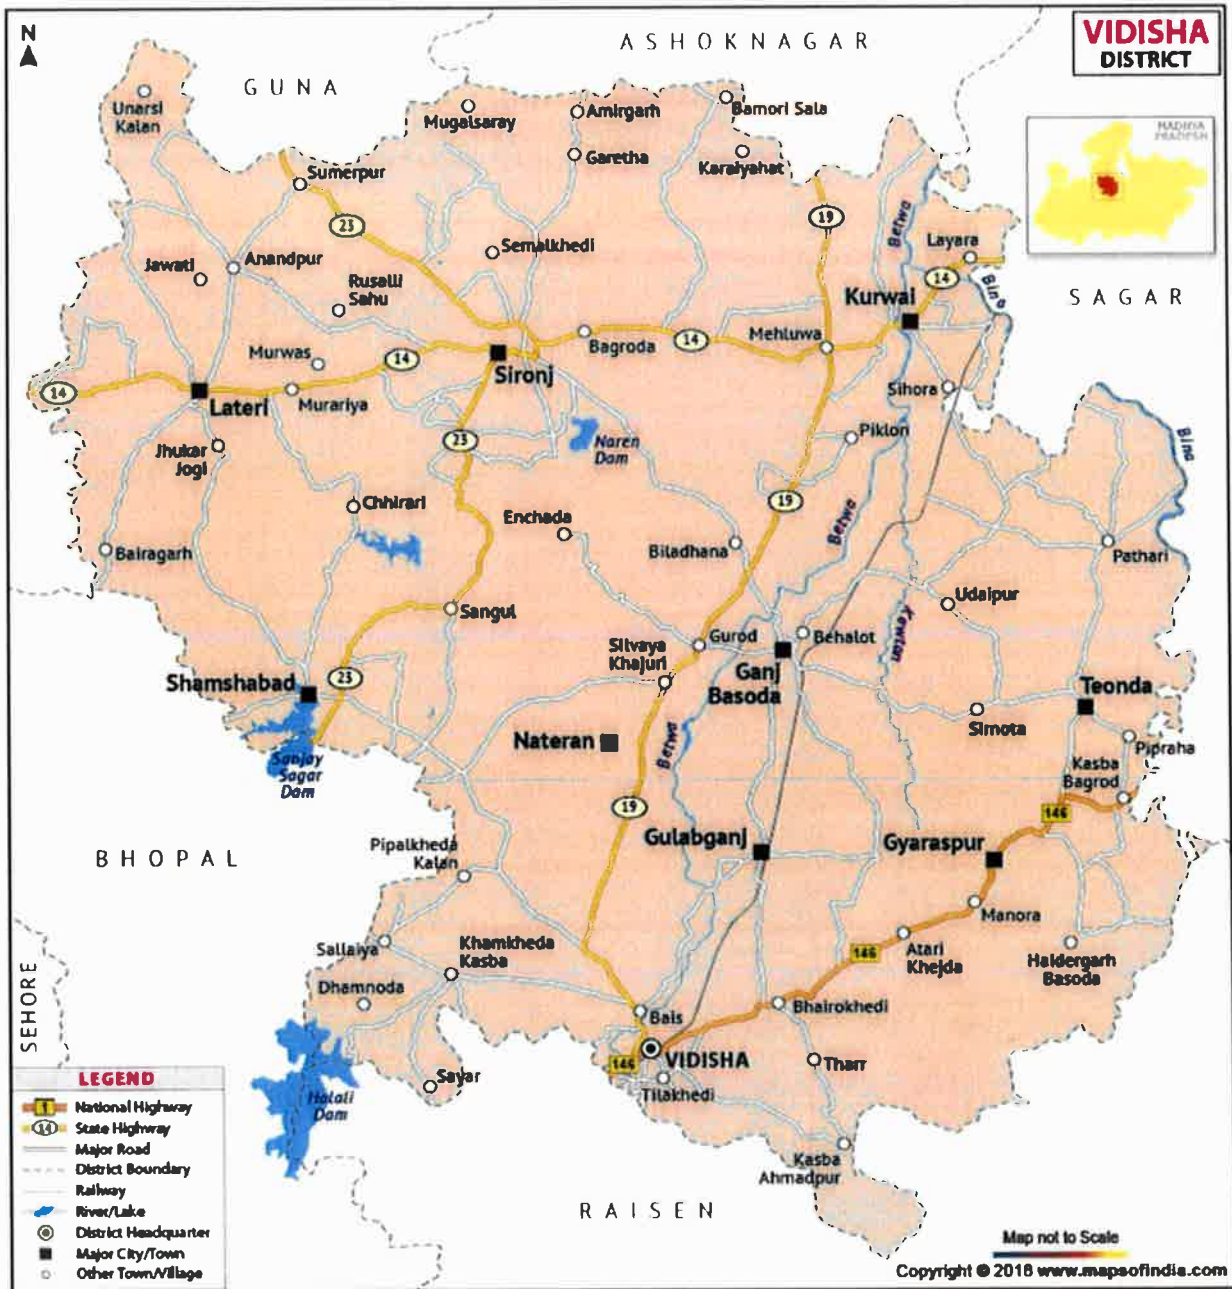 N
ASHOKNAGAR
VIDISHA
DISTRICT
GUNA
MADHYA
PRADESH
Unarsi
Kalan
Mugalsaray
Amirgarh
Bamori Sala
Garetha
Karaiyahat
Sumerpur
23
19
Betwa
Layara
Semalkhedi
Jawati
Anandpur
Rusalli
Sahu
14
Bina
Kurwai
SAGAR
Murwas
14
Sironj
Bagroda
14
Mehluwa
14
Lateri
Murariya
Sihora
Jhukar
Jogi
23
Naren
Dam
Piklon
Bina
Chhirari
19
Enchada
Betwa
Biladhana
Bairagarh
Pathari
Sangul
Udaipur
Kewtan
Silvaya
Khajuri
Gurod
Behalot
Ganj
Basoda
Shamshabad
23
Teonda
Simota
Nateran
Betwa
Pipraha
Sanjay
Sagar
Dam
Kasba
Bagrod
19
146
Gulabganj
Gyaraspur
BHOPAL
Pipalkheda
Kalan
Manora
Sallaiya
Khamkheda
Kasba
146
Atari
Khejda
Haidergarh
Basoda
SEHORE
Dhamnoda
Bais
Bhairokhedi
146
VIDISHA
Tharr
Sayar
Tilakhedi
Halali
Dam
Kasba
Ahmadpur
RAISEN
LEGEND
1 National Highway
14 State Highway
Major Road
District Boundary
Railway
River/Lake
District Headquarter
Major City/Town
Other Town/Village
Map not to Scale
Copyright © 2018 www.mapsofindia.com